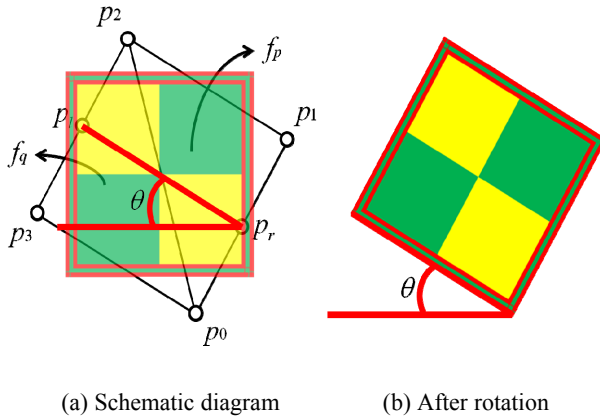 p2
fp
pl
p1
fq
θ
pr
p3
θ
p0
(a) Schematic diagram
(b) After rotation